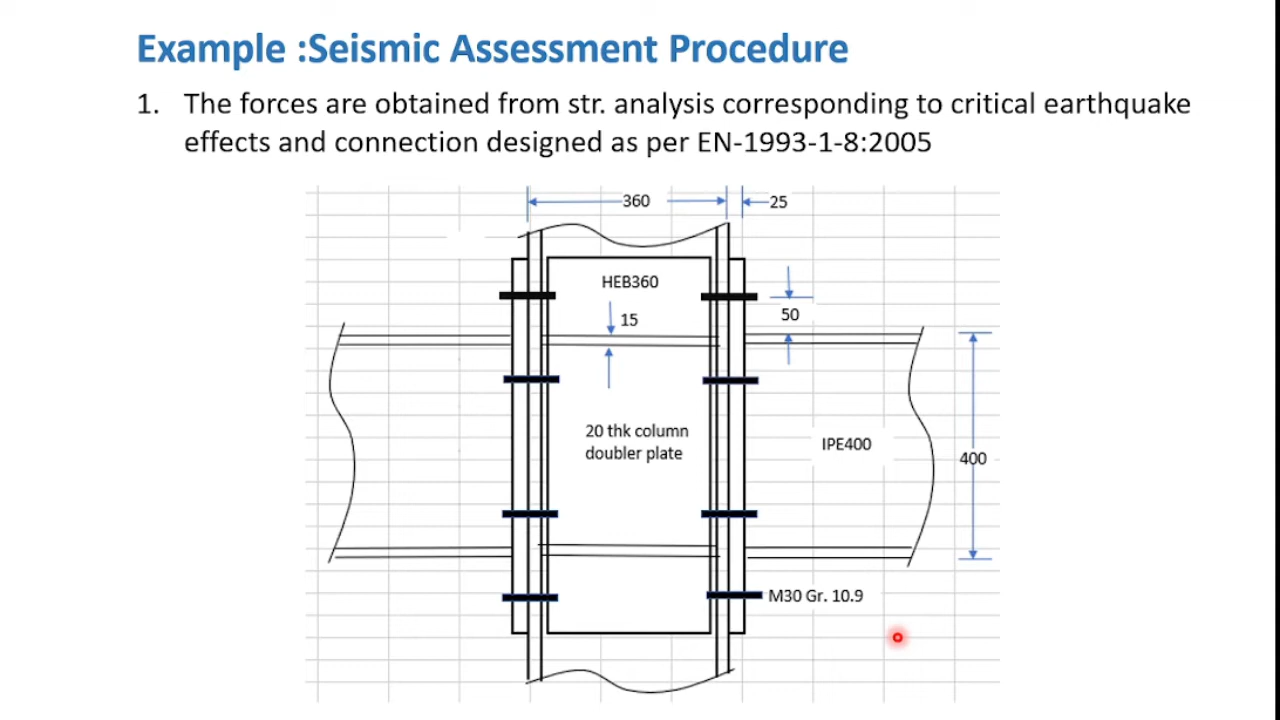 Example :Seismic Assessment Procedure
1. The forces are obtained from str. analysis corresponding to critical earthquake
effects and connection designed as per EN-1993-1-8:2005
360
25
HEB360
15
50
20 thk column
doubler plate
IPE400
400
M30 Gr. 10.9